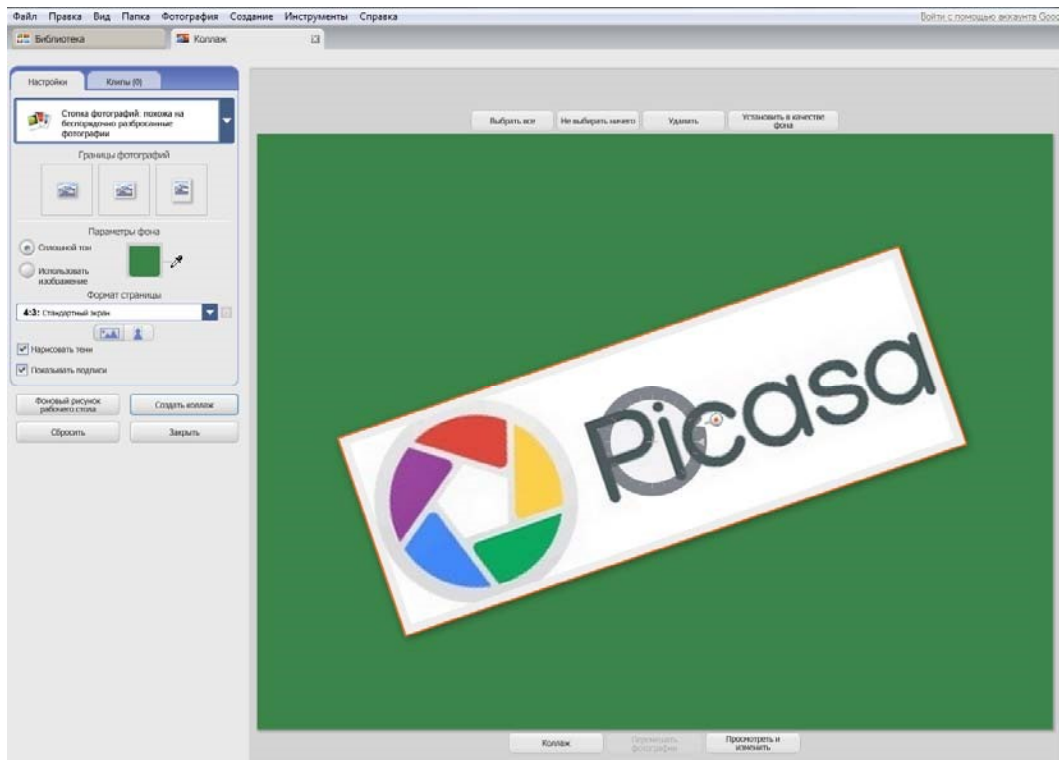 Файл Правка Вид Папка Фотография Создание Инструменты Справка
Войти с помощью аккаунта Goog
Библиотека
Коллаж
Настройки
Клипы (0)
Стопка фотографий: похожа на
беспорядочно разбросанные
фотографии
Границы фотографий
Параметры фона
Сплошной тон
Использовать
изображение
Формат страницы
4:3: Стандартный экран
Нарисовать тени
Показывать подписи
Фоновый рисунок
рабочего стола
Создать коллаж
Сбросить
Закрыть
Выбрать все
Не выбирать ничего
Удалить
Установить в качестве
фона
Picasa
Коллаж
Перемешать
фотографии
Просмотреть и
изменить